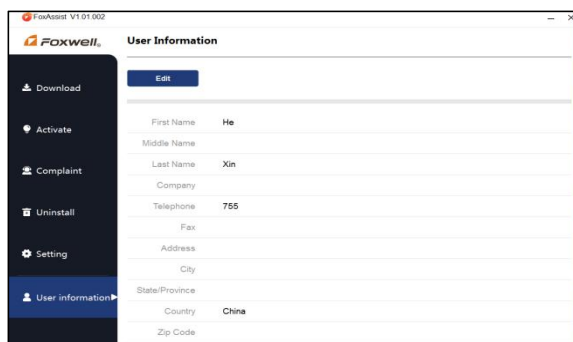 FoxAssist V1.01.002
FOXWELL®
User Information
Edit
Download
Activate
Complaint
Uninstall
Setting
User information
First Name He
Middle Name
Last Name Xin
Company
Telephone 755
Fax
Address
City
State/Province
Country China
Zip Code